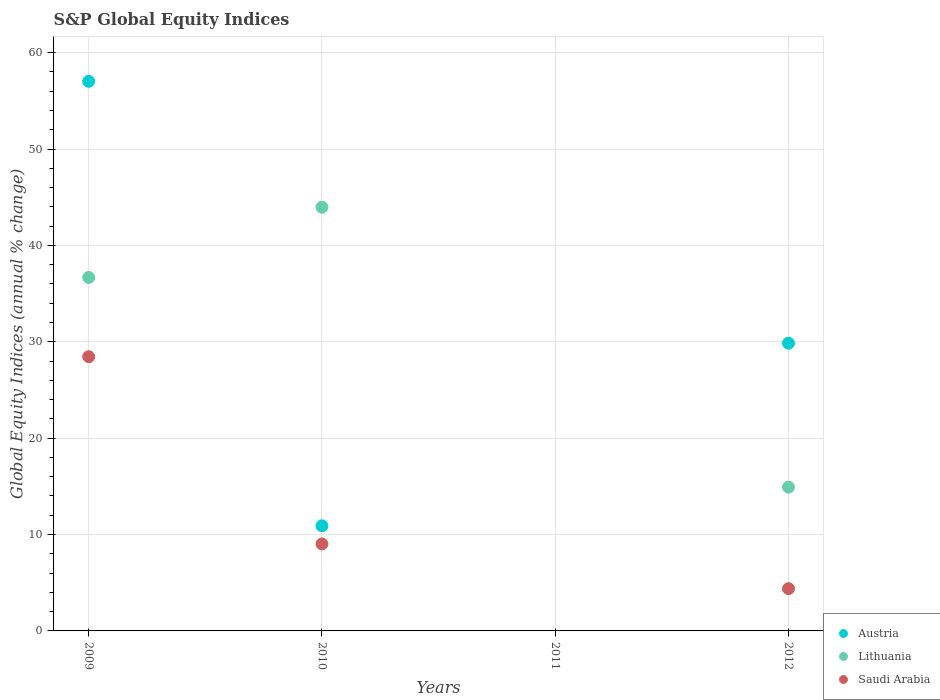 S&P Global Equity Indices
Global Equity Indices (annual % change)
60
50
40
30
20
10
0
2009
2010
2011
2012
Years
Austria
Lithuania
Saudi Arabia